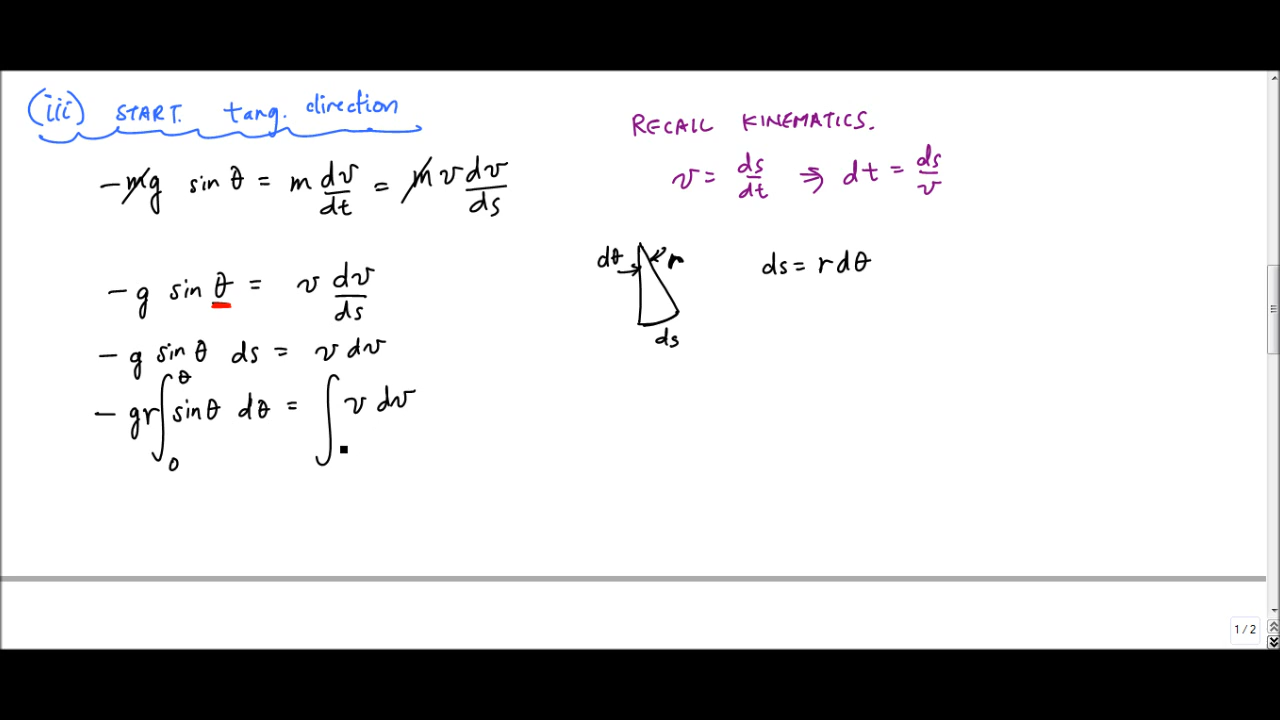 (iii) START. tang. direction
-mg sin θ = m dv/dt = m v dv/ds
-g sin θ = v dv/ds
-g sin θ ds = v dv
-gr ∫₀^θ sin θ dθ = ∫ v dv
RECALL KINEMATICS.
v = ds/dt ⇒ dt = ds/v
dθ r
ds
ds = r dθ
1 / 2